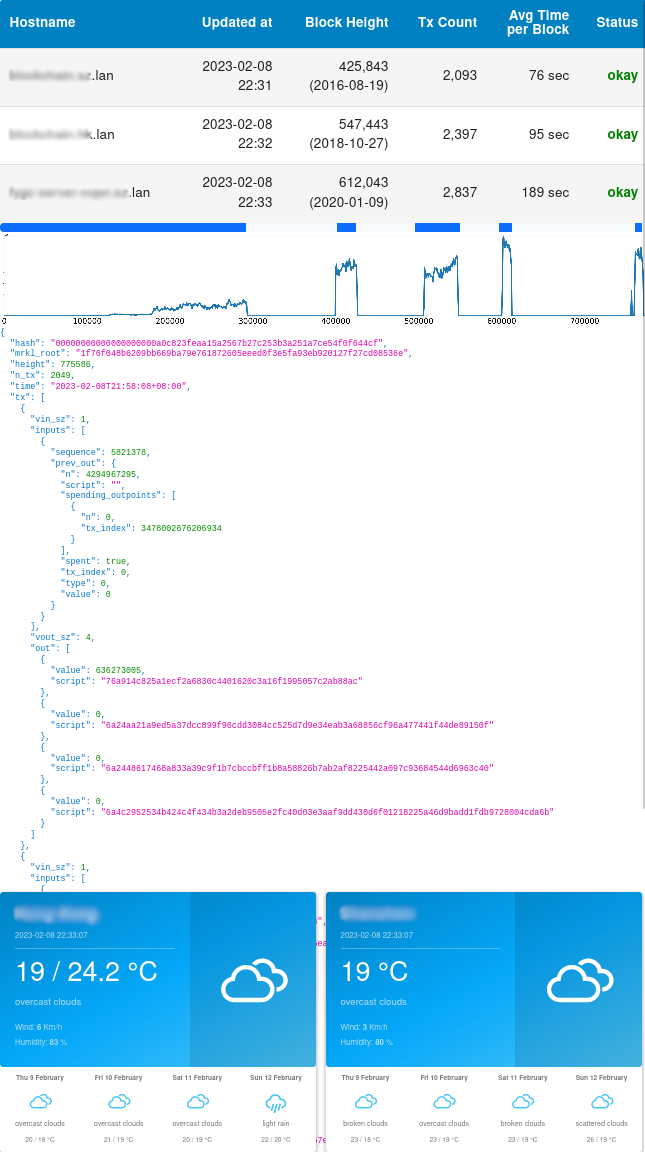 Hostname Updated at Block Height Tx Count Avg Time per Block Status
.lan 2023-02-08 22:31 425,843 (2016-08-19) 2,093 76 sec okay
.lan 2023-02-08 22:32 547,443 (2018-10-27) 2,397 95 sec okay
.lan 2023-02-08 22:33 612,043 (2020-01-09) 2,837 189 sec okay
0 100000 200000 300000 400000 500000 600000 700000
{
"hash": "00000000000000000000a0c823feaa15a2567b27c253b3a251a7ce54f0f644cf",
"mrkl_root": "1f76f048b6209bb669ba79e761872605eeed0f3e5fa93eb920127f27cd08536e",
"height": 775586,
"n_tx": 2049,
"time": "2023-02-08T21:58:08+08:00",
"tx": [
{
"vin_sz": 1,
"inputs": [
{
"sequence": 5821378,
"prev_out": {
"n": 4294967295,
"script": "",
"spending_outpoints": [
{
"n": 0,
"tx_index": 3478002676206934
}
],
"spent": true,
"tx_index": 0,
"type": 0,
"value": 0
}
}
],
"vout_sz": 4,
"out": [
{
"value": 636273005,
"script": "76a914c825a1ecf2a6830c4401620c3a16f1995057c2ab88ac"
},
{
"value": 0,
"script": "6a24aa21a9ed5a37dcc899f96cdd3084cc525d7d9e34eab3a68856cf96a477441f44de89150f"
},
{
"value": 0,
"script": "6a2448617468a833a39c9f1b7cbccbff1b8a58826b7ab2af8225442a097c93684544d6963c40"
},
{
"value": 0,
"script": "6a4c2952534b424c4f434b3a2deb9505e2fc40d03e3aaf9dd430d6f01218225a46d9badd1fdb9728004cda6b"
}
]
},
{
"vin_sz": 1,
"inputs": [
{
2023-02-08 22:33:07
19 / 24.2 °C
overcast clouds
Wind: 6 Km/h
Humidity: 83 %
Thu 9 February Fri 10 February Sat 11 February Sun 12 February
overcast clouds overcast clouds overcast clouds light rain
20 / 18 °C 21 / 19 °C 20 / 19 °C 22 / 20 °C
2023-02-08 22:33:07
19 °C
overcast clouds
Wind: 3 Km/h
Humidity: 80 %
Thu 9 February Fri 10 February Sat 11 February Sun 12 February
broken clouds overcast clouds broken clouds scattered clouds
23 / 18 °C 23 / 19 °C 23 / 19 °C 26 / 19 °C